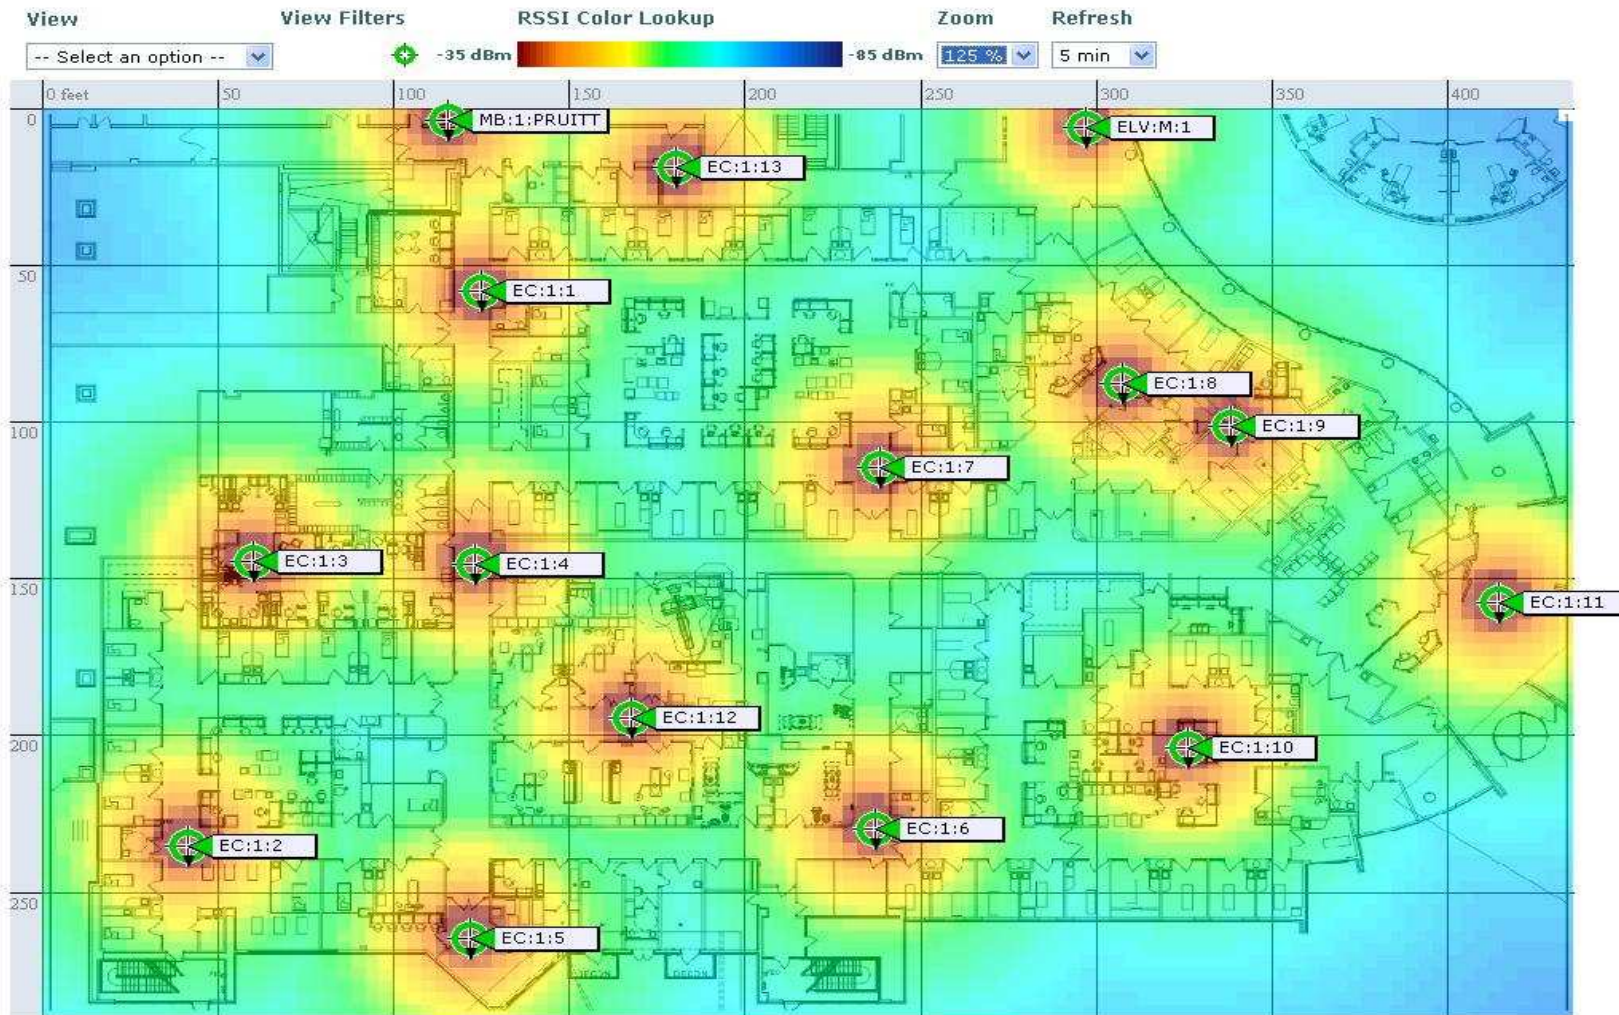 View
View Filters
RSSI Color Lookup
Zoom
Refresh
-- Select an option --
-35 dBm
-85 dBm
125 %
5 min
0 feet
50
100
150
200
250
300
350
400
0
MB:1:PRUITT
ELV:M:1
EC:1:13
50
EC:1:1
EC:1:8
100
EC:1:9
EC:1:7
EC:1:3
EC:1:4
150
EC:1:11
EC:1:12
200
EC:1:10
EC:1:6
EC:1:2
250
EC:1:5
DECON
DECON